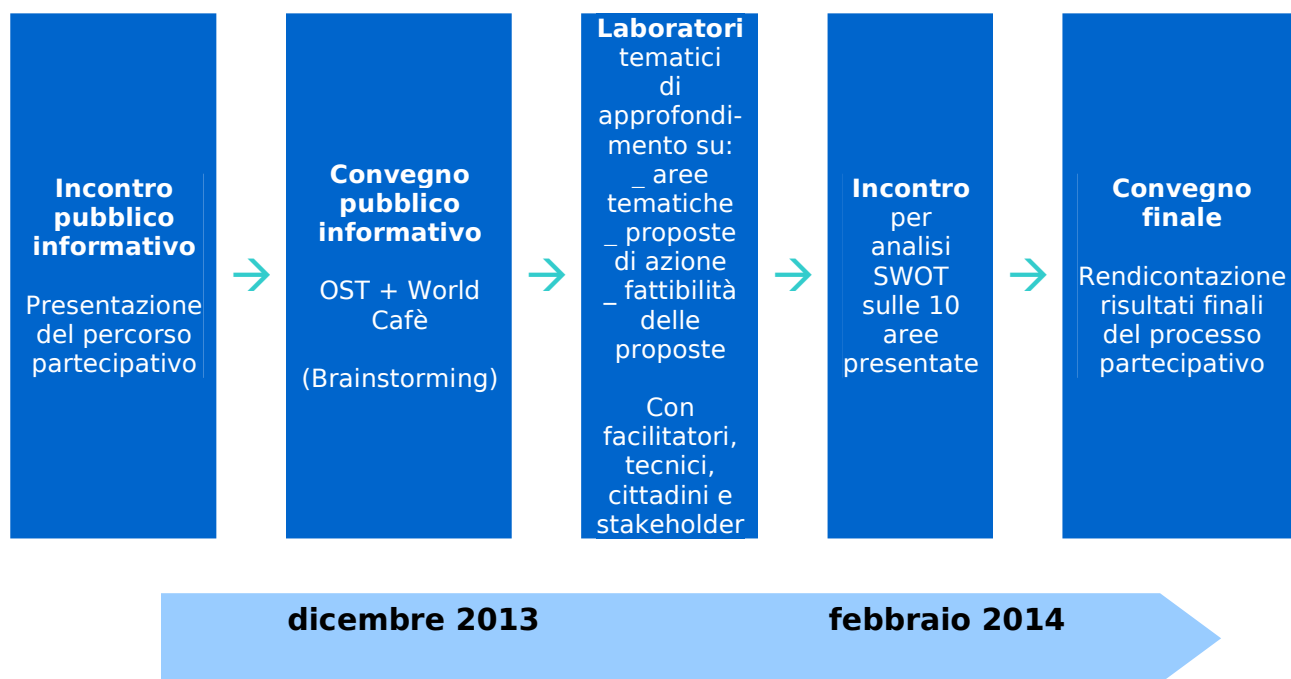 Incontro
pubblico
informativo
Presentazione
del percorso
partecipativo
→
Convegno
pubblico
informativo
OST + World
Cafè
(Brainstorming)
→
Laboratori
tematici
di
approfondi-
mento su:
_ aree
tematiche
_ proposte
di azione
_ fattibilità
delle
proposte
Con
facilitatori,
tecnici,
cittadini e
stakeholder
→
Incontro
per
analisi
SWOT
sulle 10
aree
presentate
→
Convegno
finale
Rendicontazione
risultati finali
del processo
partecipativo
dicembre 2013
febbraio 2014